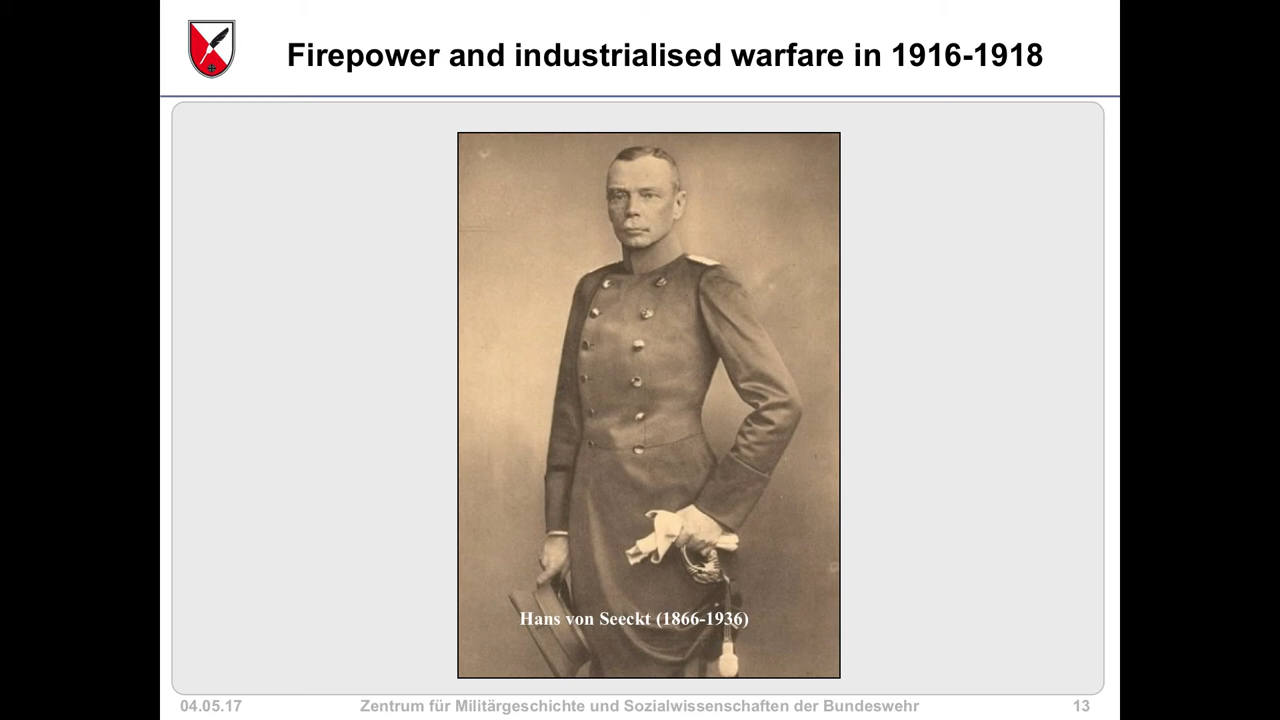 Firepower and industrialised warfare in 1916-1918
Hans von Seeckt (1866-1936)
04.05.17 Zentrum für Militärgeschichte und Sozialwissenschaften der Bundeswehr 13